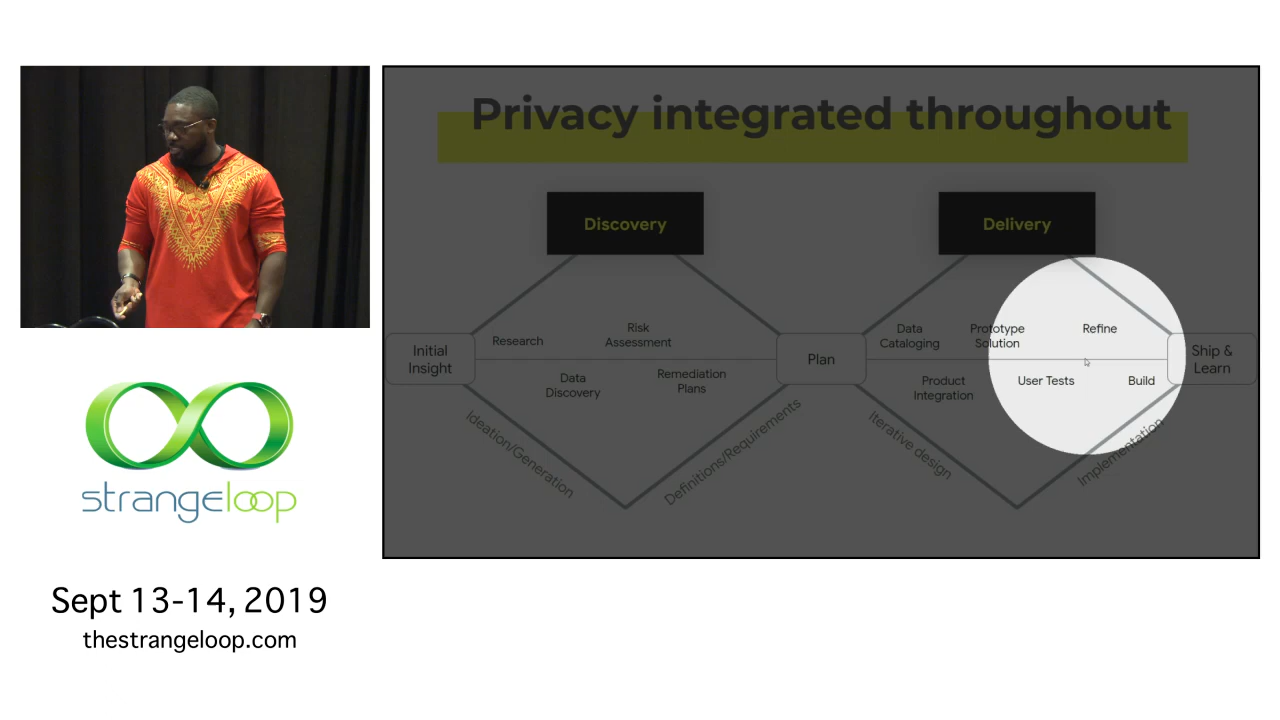 Privacy integrated throughout
Discovery
Delivery
Initial
Insight
Research
Risk
Assessment
Data
Discovery
Remediation
Plans
Plan
Data
Cataloging
Prototype
Solution
Refine
Product
Integration
User Tests
Build
Ship &
Learn
Ideation/Generation
Definitions/Requirements
Iterative design
Implementation
strangeloop
Sept 13-14, 2019
thestrangeloop.com